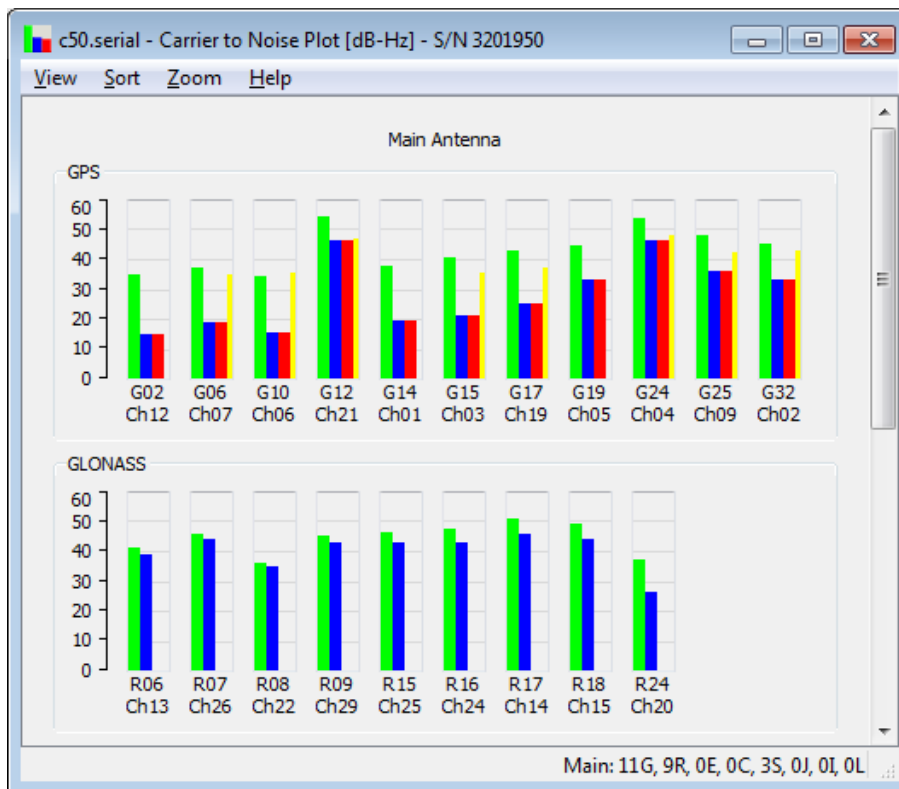 c50.serial - Carrier to Noise Plot [dB-Hz] - S/N 3201950
View Sort Zoom Help
Main Antenna
GPS
60
50
40
30
20
10
0
G02 G06 G10 G12 G14 G15 G17 G19 G24 G25 G32
Ch12 Ch07 Ch06 Ch21 Ch01 Ch03 Ch19 Ch05 Ch04 Ch09 Ch02
GLONASS
60
50
40
30
20
10
0
R06 R07 R08 R09 R15 R16 R17 R18 R24
Ch13 Ch26 Ch22 Ch29 Ch25 Ch24 Ch14 Ch15 Ch20
Main: 11G, 9R, 0E, 0C, 3S, 0J, 0I, 0L